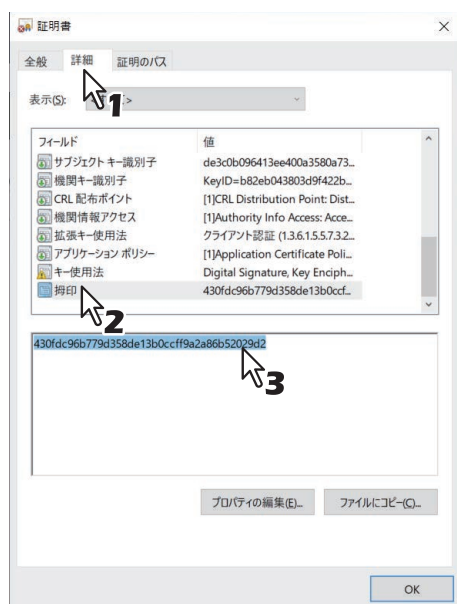 証明書
全般 詳細 証明のパス
1
表示(S):
フィールド 値
サブジェクト キー識別子 de3c0b096413ee400a3580a73...
機関キー識別子 KeyID=b82eb043803d9f422b...
CRL 配布ポイント [1]CRL Distribution Point: Dist...
機関情報アクセス [1]Authority Info Access: Acce...
拡張キー使用法 クライアント認証 (1.3.6.1.5.5.7.3.2...
アプリケーション ポリシー [1]Application Certificate Poli...
キー使用法 Digital Signature, Key Enciph...
拇印 430fdc96b779d358de13b0ccf...
2
430fdc96b779d358de13b0ccff9a2a86b52029d2
3
プロパティの編集(E)... ファイルにコピー(C)...
OK